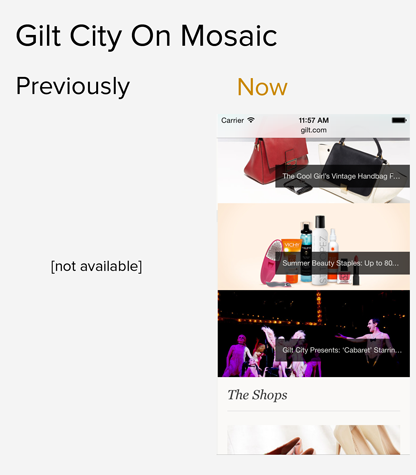 Gilt City On Mosaic
Previously
Now
Carrier
11:57 AM
gilt.com
The Cool Girl's Vintage Handbag F...
[not available]
VICHY
Summer Beauty Staples: Up to 80...
Gilt City Presents: 'Cabaret' Starrin...
The Shops